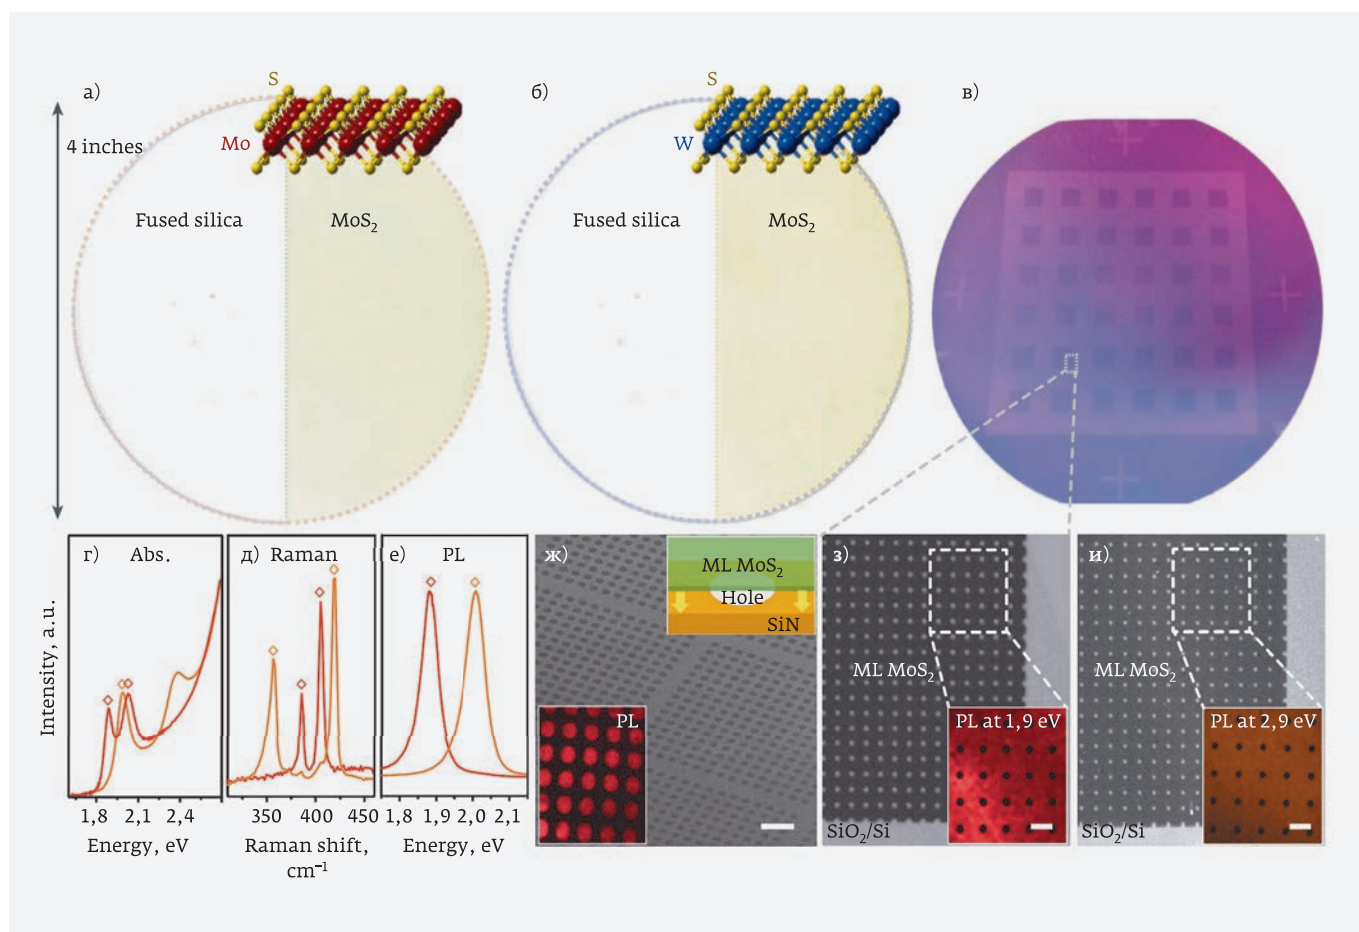 а)
S
Mo
4 inches
Fused silica
MoS₂
б)
S
W
Fused silica
MoS₂
в)
г) Abs.
Intensity, a.u.
1,8 2,1 2,4
Energy, eV
д) Raman
350 400 450
Raman shift,
cm⁻¹
е) PL
1,8 1,9 2,0 2,1
Energy, eV
ж)
ML MoS₂
Hole
SiN
PL
з)
ML MoS₂
PL at 1,9 eV
SiO₂/Si
и)
ML MoS₂
PL at 2,9 eV
SiO₂/Si